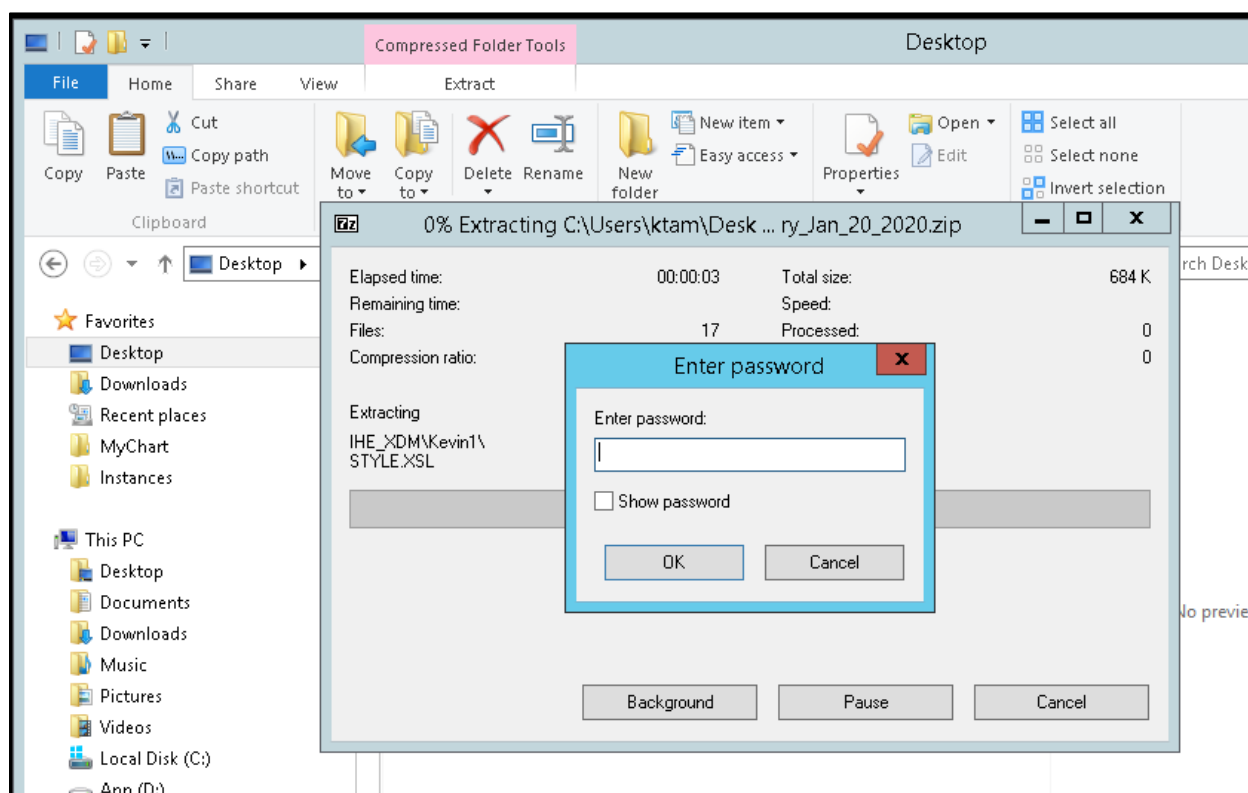 Compressed Folder Tools
Desktop
File
Home
Share
View
Extract
Copy
Paste
Cut
Copy path
Paste shortcut
Move to
Copy to
Delete
Rename
New folder
New item
Easy access
Properties
Open
Edit
Select all
Select none
Invert selection
Clipboard
7z
0% Extracting C:\Users\ktam\Desk ... ry_Jan_20_2020.zip
Desktop
rch Desk
Elapsed time: 00:00:03 Total size: 684 K
Remaining time: Speed:
Files: 17 Processed: 0
Compression ratio: 0
Extracting
IHE_XDM\Kevin1\
STYLE.XSL
Enter password
Enter password:
Show password
OK
Cancel
Background
Pause
Cancel
Favorites
Desktop
Downloads
Recent places
MyChart
Instances
This PC
Desktop
Documents
Downloads
Music
Pictures
Videos
Local Disk (C:)
App (D:)
No previe